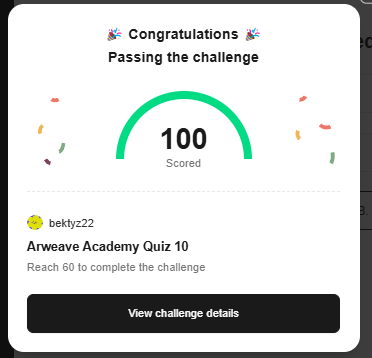 🎉 Congratulations 🎉
Passing the challenge
100
Scored
bektyz22
Arweave Academy Quiz 10
Reach 60 to complete the challenge
View challenge details